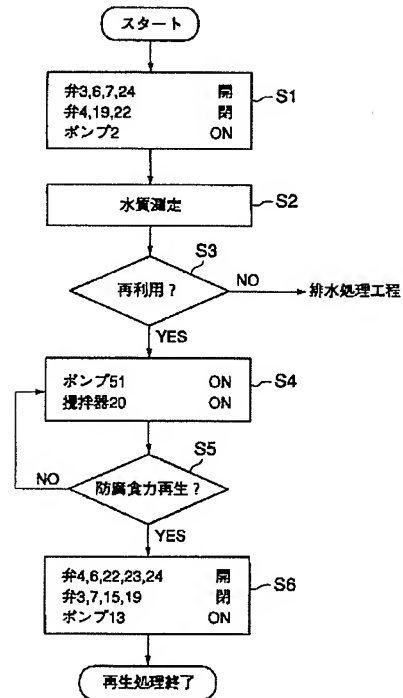 スタート
弁3,6,7,24 開
弁4,19,22 閉
ポンプ2 ON
S1
水質測定
S2
S3
再利用?
NO
排水処理工程
YES
ポンプ51 ON
攪拌器20 ON
S4
S5
防腐食力再生?
NO
YES
弁4,6,22,23,24 開
弁3,7,15,19 閉
ポンプ13 ON
S6
再生処理終了